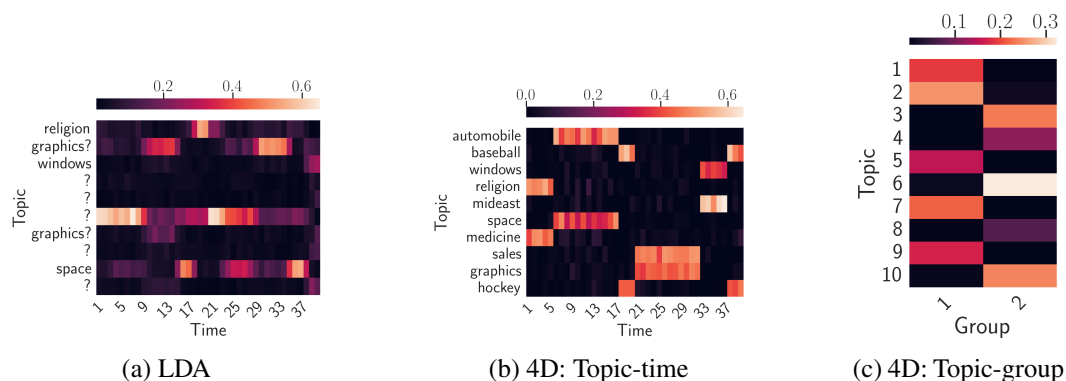 0.2 0.4 0.6
religion
graphics?
windows
?
?
?
graphics?
?
space
?
Topic
1 5 9 13 17 21 25 29 33 37
Time
(a) LDA
0.0 0.2 0.4 0.6
automobile
baseball
windows
religion
mideast
space
medicine
sales
graphics
hockey
Topic
1 5 9 13 17 21 25 29 33 37
Time
(b) 4D: Topic-time
0.1 0.2 0.3
1
2
3
4
5
6
7
8
9
10
Topic
1 2
Group
(c) 4D: Topic-group